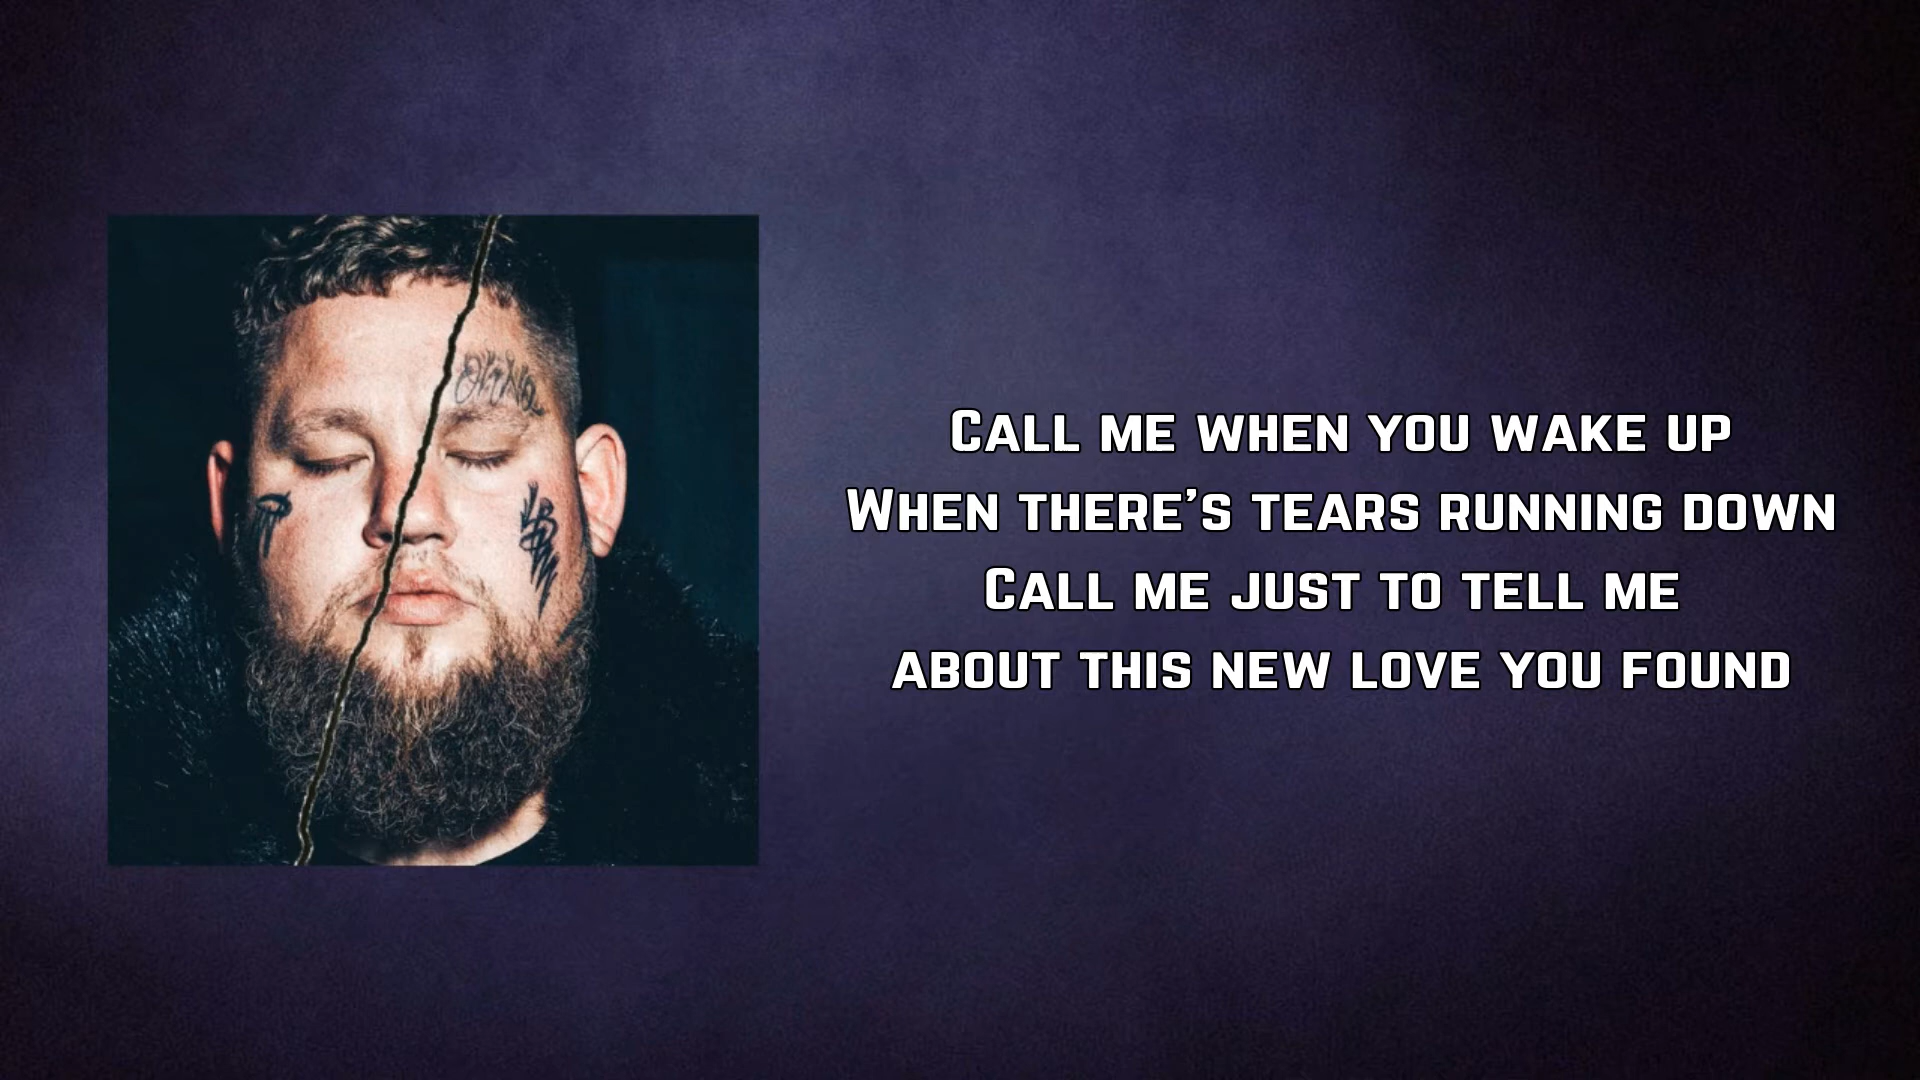 Call me when you wake up
When there's tears running down
Call me just to tell me
about this new love you found